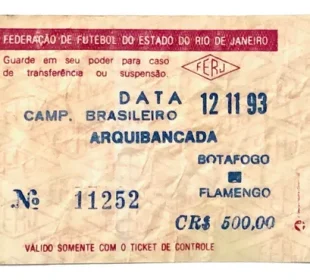 FEDERAÇÃO DE FUTEBOL DO ESTADO DO RIO DE JANEIRO
Guarde em seu poder para caso
de transferência ou suspensão.
FERJ
DATA 12 11 93
CAMP. BRASILEIRO
ARQUIBANCADA
BOTAFOGO
FLAMENGO
Nº 11252
CR$ 500,00
VÁLIDO SOMENTE COM O TICKET DE CONTROLE